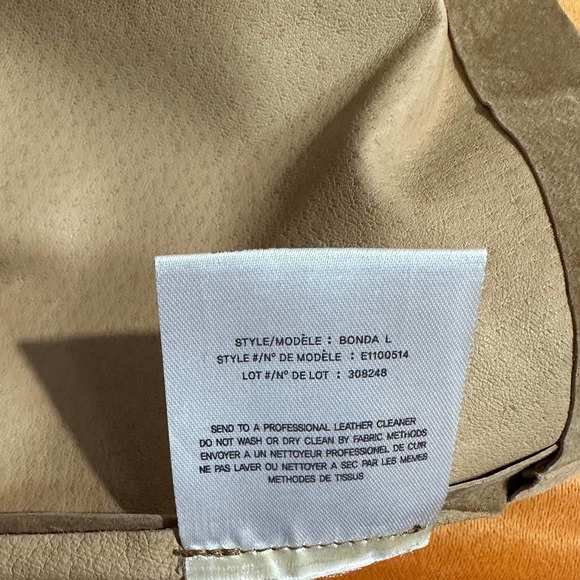 STYLE/MODÈLE : BONDA L
STYLE #/Nº DE MODÈLE : E1100514
LOT #/Nº DE LOT : 308248
SEND TO A PROFESSIONAL LEATHER CLEANER
DO NOT WASH OR DRY CLEAN BY FABRIC METHODS
ENVOYER A UN NETTOYEUR PROFESSIONEL DE CUIR
NE PAS LAVER OU NETTOYER A SEC PAR LES MEMES
METHODES DE TISSUS